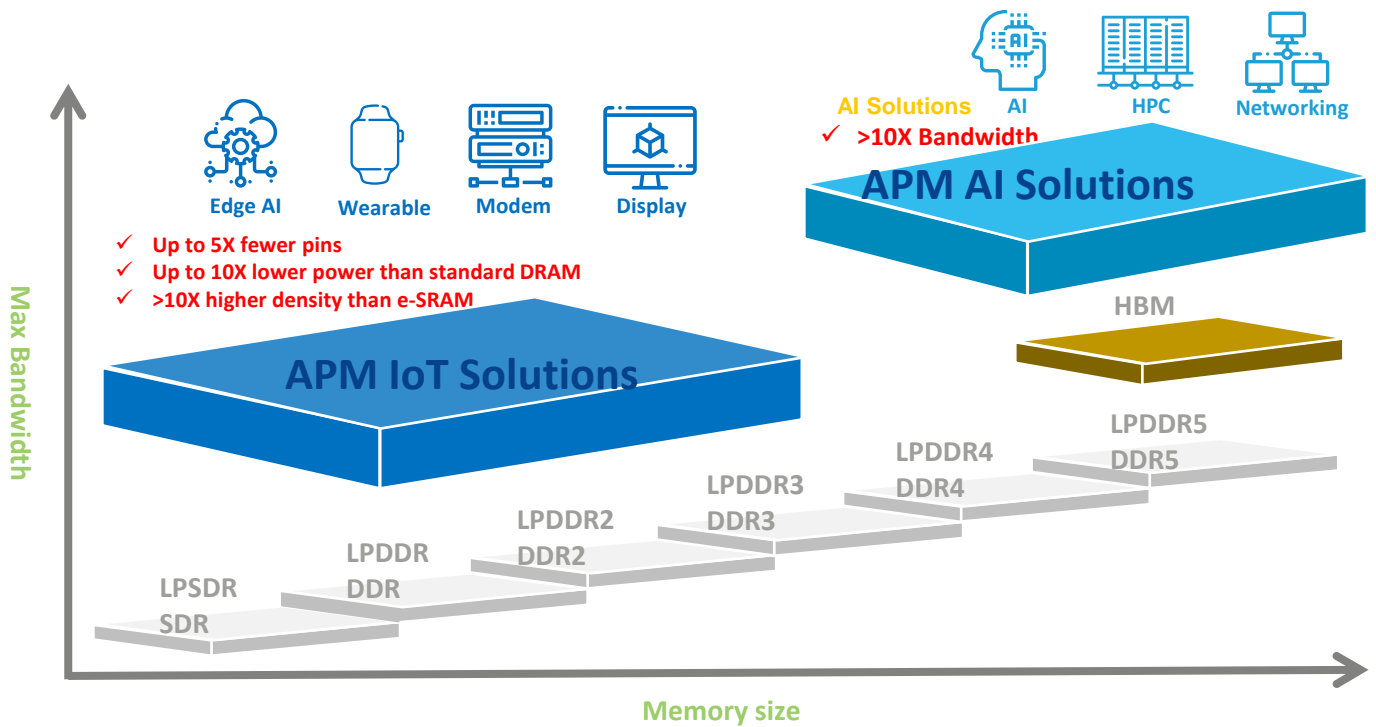 AI Solutions
AI
HPC
Networking
>10X Bandwidth
APM AI Solutions
Edge AI
Wearable
Modem
Display
Up to 5X fewer pins
Up to 10X lower power than standard DRAM
>10X higher density than e-SRAM
APM IoT Solutions
HBM
LPDDR5
DDR5
LPDDR4
DDR4
LPDDR3
DDR3
LPDDR2
DDR2
LPDDR
DDR
LPSDR
SDR
Max Bandwidth
Memory size